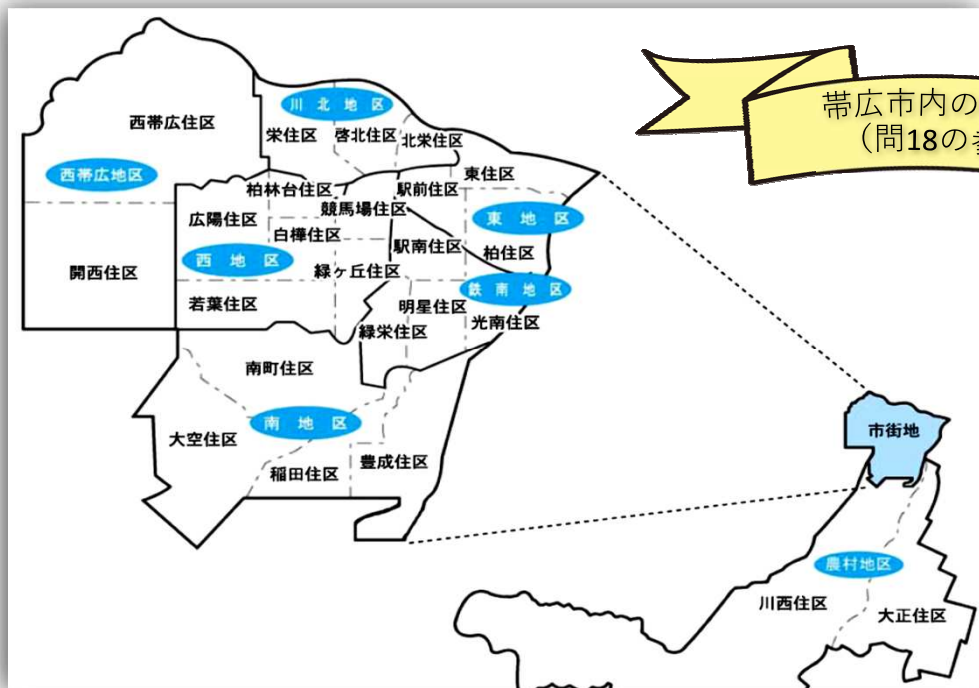 帯広市内の
（問18の参
川北地区
西帯広住区
栄住区
啓北住区
北栄住区
西帯広地区
東住区
柏林台住区
駅前住区
競馬場住区
広陽住区
東地区
白樺住区
駅南住区
柏住区
西地区
開西住区
緑ヶ丘住区
鉄南地区
若葉住区
明星住区
光南住区
緑栄住区
南町住区
南地区
大空住区
稲田住区
豊成住区
市街地
農村地区
川西住区
大正住区